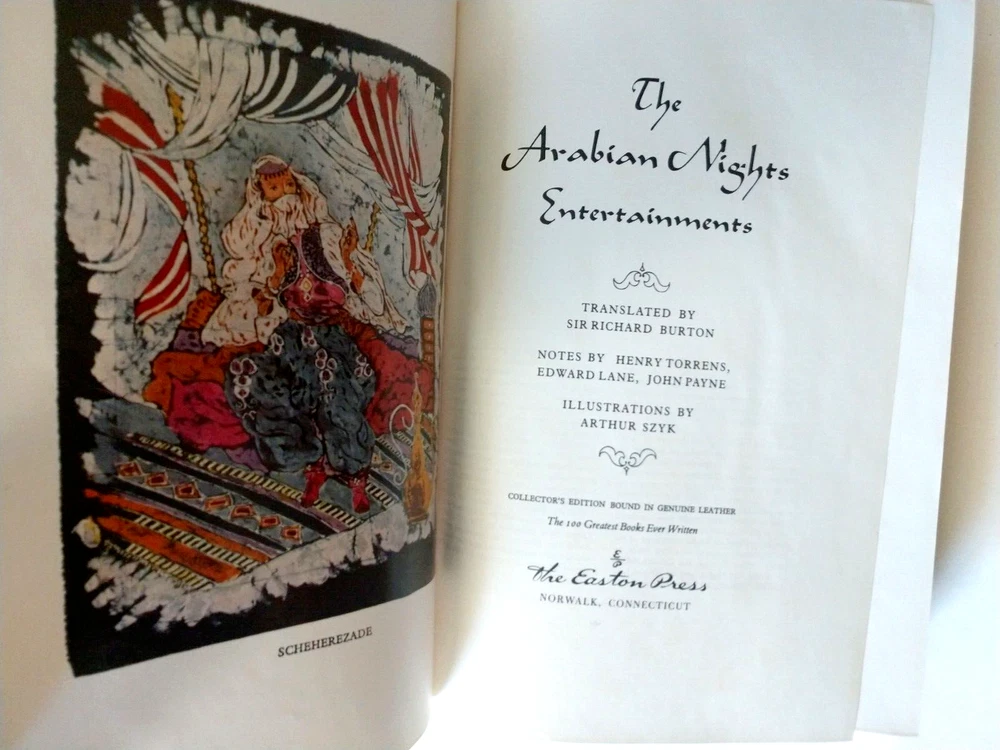 SCHEHEREZADE
The
Arabian Nights
Entertainments
TRANSLATED BY
SIR RICHARD BURTON
NOTES BY HENRY TORRENS,
EDWARD LANE, JOHN PAYNE
ILLUSTRATIONS BY
ARTHUR SZYK
COLLECTOR'S EDITION BOUND IN GENUINE LEATHER
The 100 Greatest Books Ever Written
E
P
The Easton Press
NORWALK, CONNECTICUT